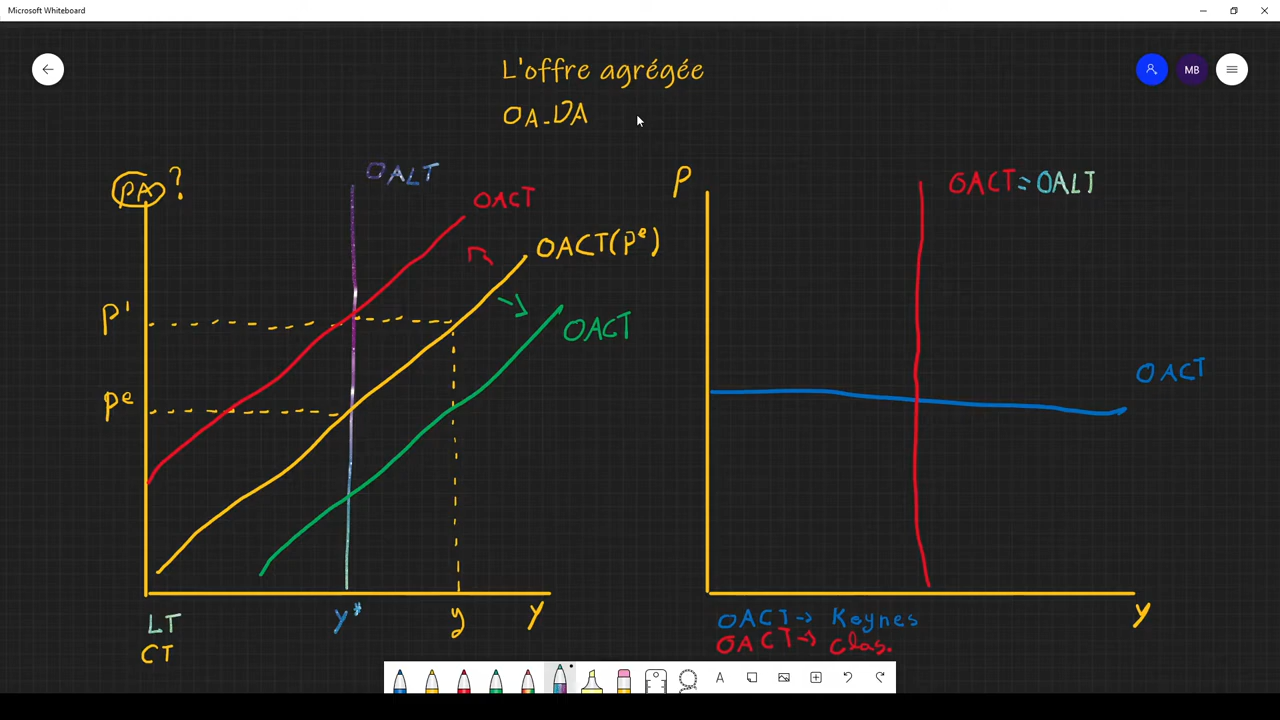 Microsoft Whiteboard
MB
L'offre agrégée
OA-DA
PA ?
OALT
OACT
OACT(Pᵉ)
OACT
P'
Pᵉ
LT
CT
Y*
y
Y
P
OACT = OALT
OACT
OACT → Keynes
OACT → Clas.
Y
A